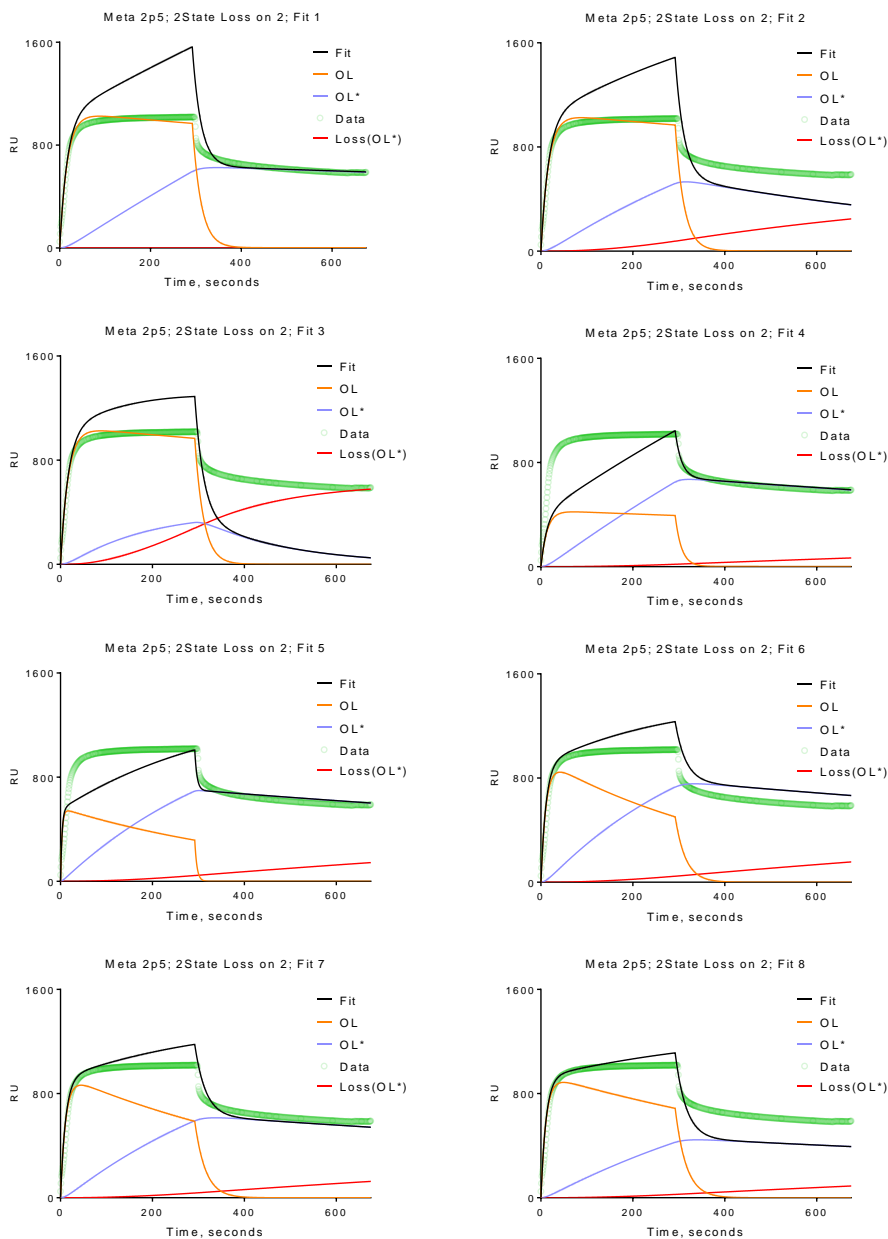 Meta 2p5; 2State Loss on 2; Fit 1
1600
800
0
RU
0 200 400 600
Time, seconds
Fit
OL
OL*
Data
Loss(OL*)
Meta 2p5; 2State Loss on 2; Fit 2
1600
800
0
RU
0 200 400 600
Time, seconds
Fit
OL
OL*
Data
Loss(OL*)
Meta 2p5; 2State Loss on 2; Fit 3
1600
800
0
RU
0 200 400 600
Time, seconds
Fit
OL
OL*
Data
Loss(OL*)
Meta 2p5; 2State Loss on 2; Fit 4
1600
800
0
RU
0 200 400 600
Time, seconds
Fit
OL
OL*
Data
Loss(OL*)
Meta 2p5; 2State Loss on 2; Fit 5
1600
800
0
RU
0 200 400 600
Time, seconds
Fit
OL
OL*
Data
Loss(OL*)
Meta 2p5; 2State Loss on 2; Fit 6
1600
800
0
RU
0 200 400 600
Time, seconds
Fit
OL
OL*
Data
Loss(OL*)
Meta 2p5; 2State Loss on 2; Fit 7
1600
800
0
RU
0 200 400 600
Time, seconds
Fit
OL
OL*
Data
Loss(OL*)
Meta 2p5; 2State Loss on 2; Fit 8
1600
800
0
RU
0 200 400 600
Time, seconds
Fit
OL
OL*
Data
Loss(OL*)